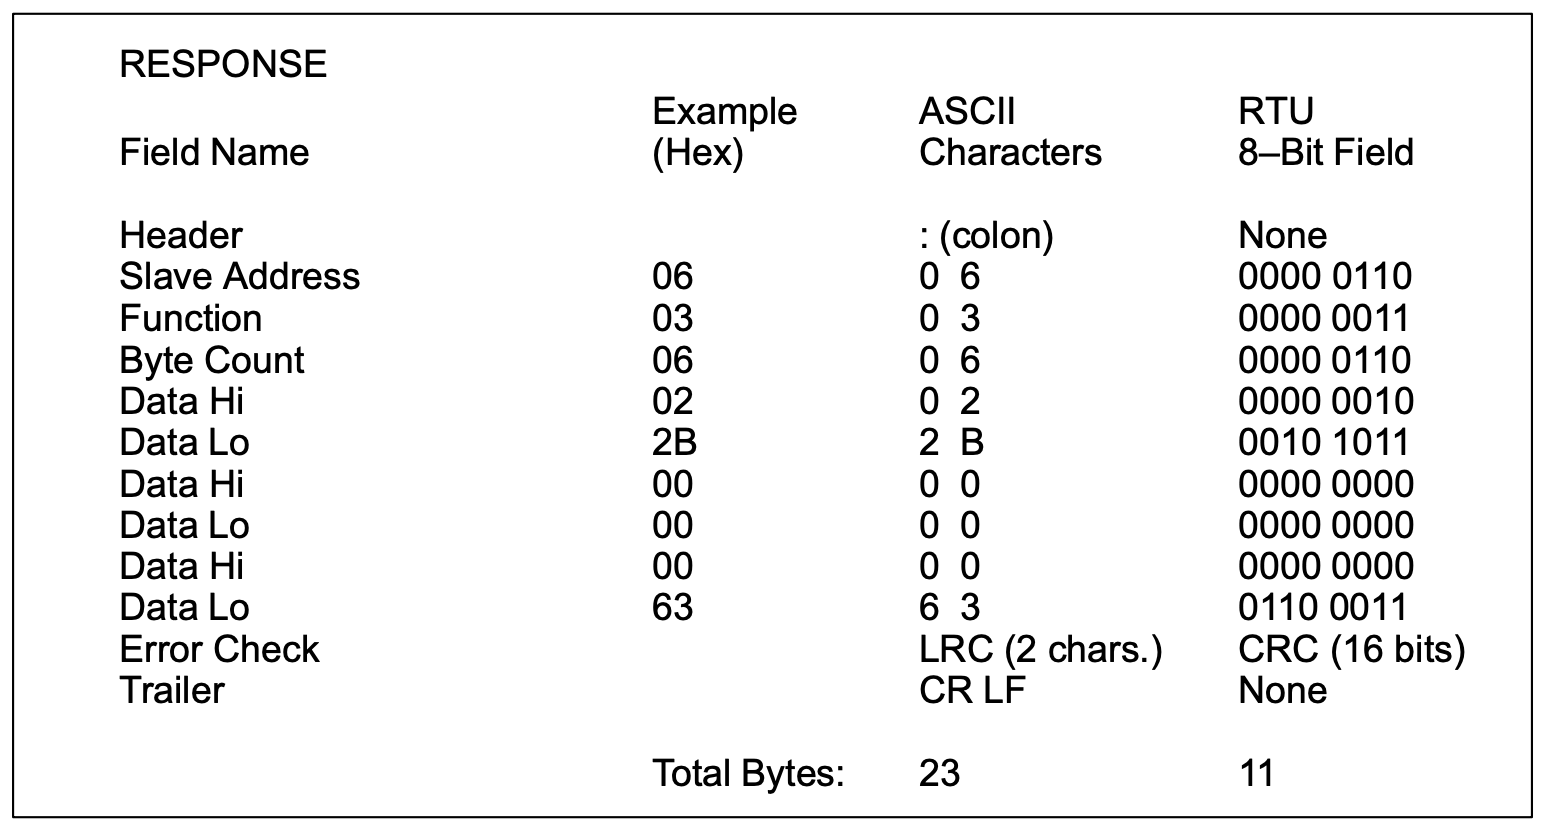 RESPONSE
Example ASCII RTU
Field Name (Hex) Characters 8–Bit Field
Header : (colon) None
Slave Address 06 0 6 0000 0110
Function 03 0 3 0000 0011
Byte Count 06 0 6 0000 0110
Data Hi 02 0 2 0000 0010
Data Lo 2B 2 B 0010 1011
Data Hi 00 0 0 0000 0000
Data Lo 00 0 0 0000 0000
Data Hi 00 0 0 0000 0000
Data Lo 63 6 3 0110 0011
Error Check LRC (2 chars.) CRC (16 bits)
Trailer CR LF None
Total Bytes: 23 11